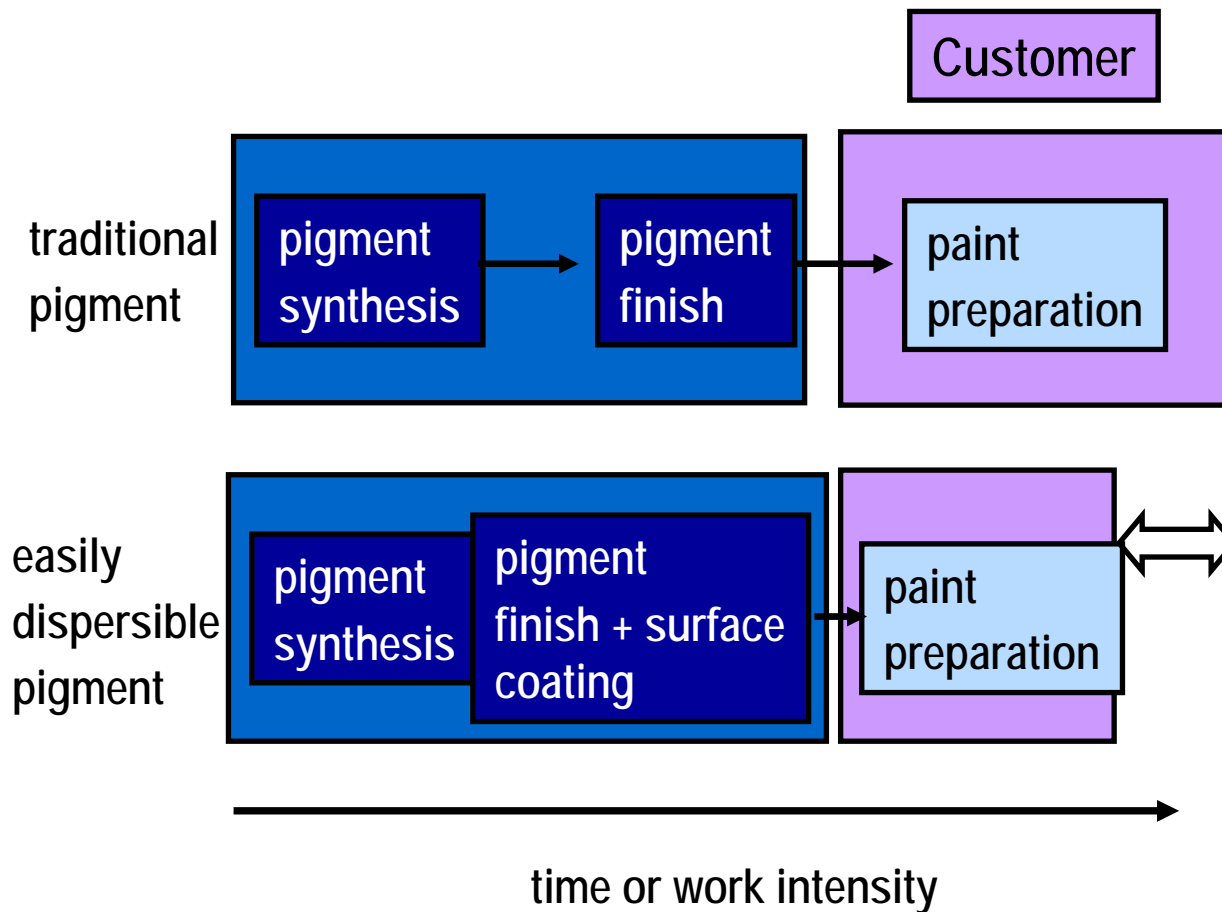 Customer
traditional
pigment
pigment
synthesis
pigment
finish
paint
preparation
easily
dispersible
pigment
pigment
synthesis
pigment
finish + surface
coating
paint
preparation
time or work intensity